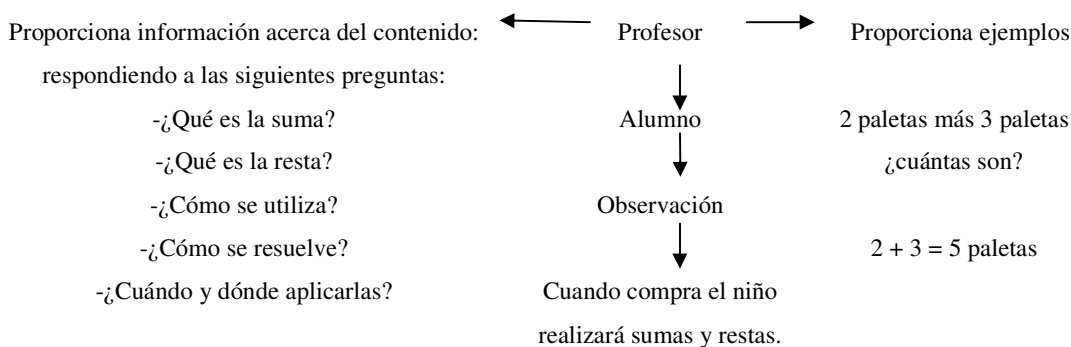 Proporciona información acerca del contenido: Profesor Proporciona ejemplos
respondiendo a las siguientes preguntas:
-¿Qué es la suma? Alumno 2 paletas más 3 paletas
-¿Qué es la resta? ¿cuántas son?
-¿Cómo se utiliza? Observación
-¿Cómo se resuelve? 2 + 3 = 5 paletas
-¿Cuándo y dónde aplicarlas? Cuando compra el niño
realizará sumas y restas.